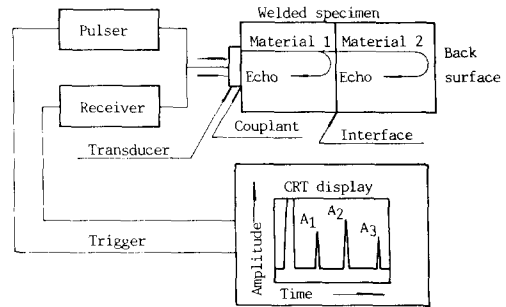 Welded specimen
Pulser
Material 1
Material 2
Back
surface
Echo
Echo
Receiver
Couplant
Interface
Transducer
CRT display
A1
A2
A3
Amplitude
Trigger
Time